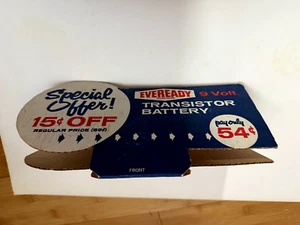 Special
Offer!
15¢ OFF
REGULAR PRICE (69¢)
EVEREADY 9 Volt
TRANSISTOR
BATTERY
pay only
54¢
FRONT